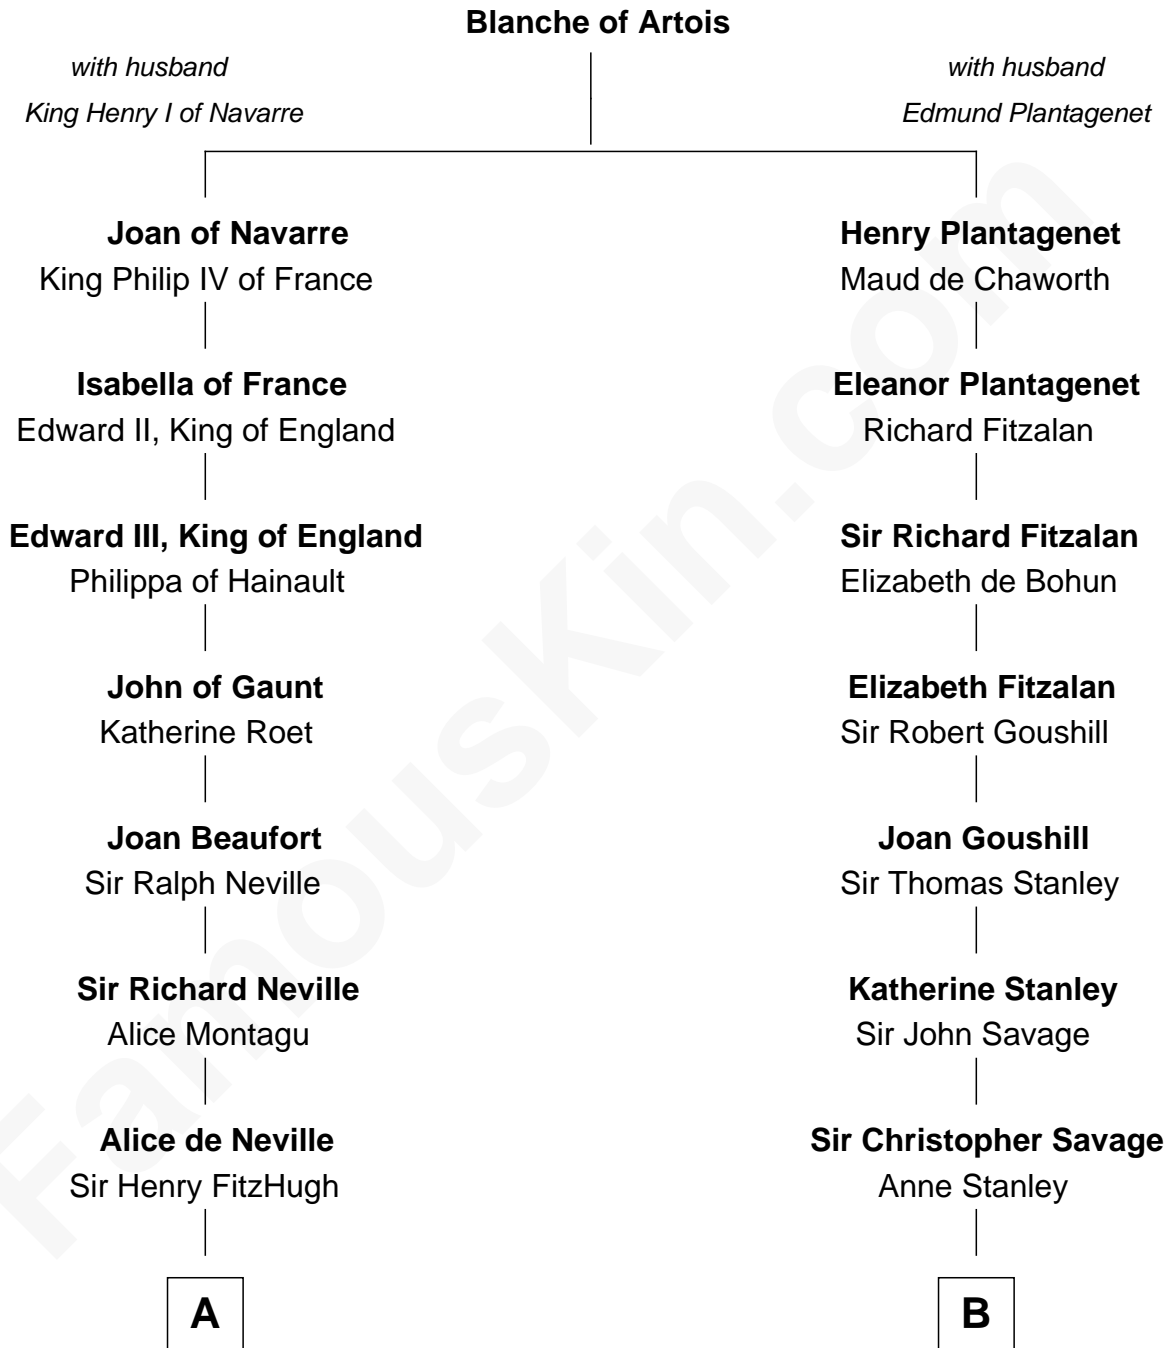 Blanche of Artois
with husband
King Henry I of Navarre
with husband
Edmund Plantagenet
Joan of Navarre
King Philip IV of France
Henry Plantagenet
Maud de Chaworth
Isabella of France
Edward II, King of England
Eleanor Plantagenet
Richard Fitzalan
Edward III, King of England
Philippa of Hainault
Sir Richard Fitzalan
Elizabeth de Bohun
John of Gaunt
Katherine Roet
Elizabeth Fitzalan
Sir Robert Goushill
Joan Beaufort
Sir Ralph Neville
Joan Goushill
Sir Thomas Stanley
Sir Richard Neville
Alice Montagu
Katherine Stanley
Sir John Savage
Alice de Neville
Sir Henry FitzHugh
Sir Christopher Savage
Anne Stanley
A
B
FamousKin.com